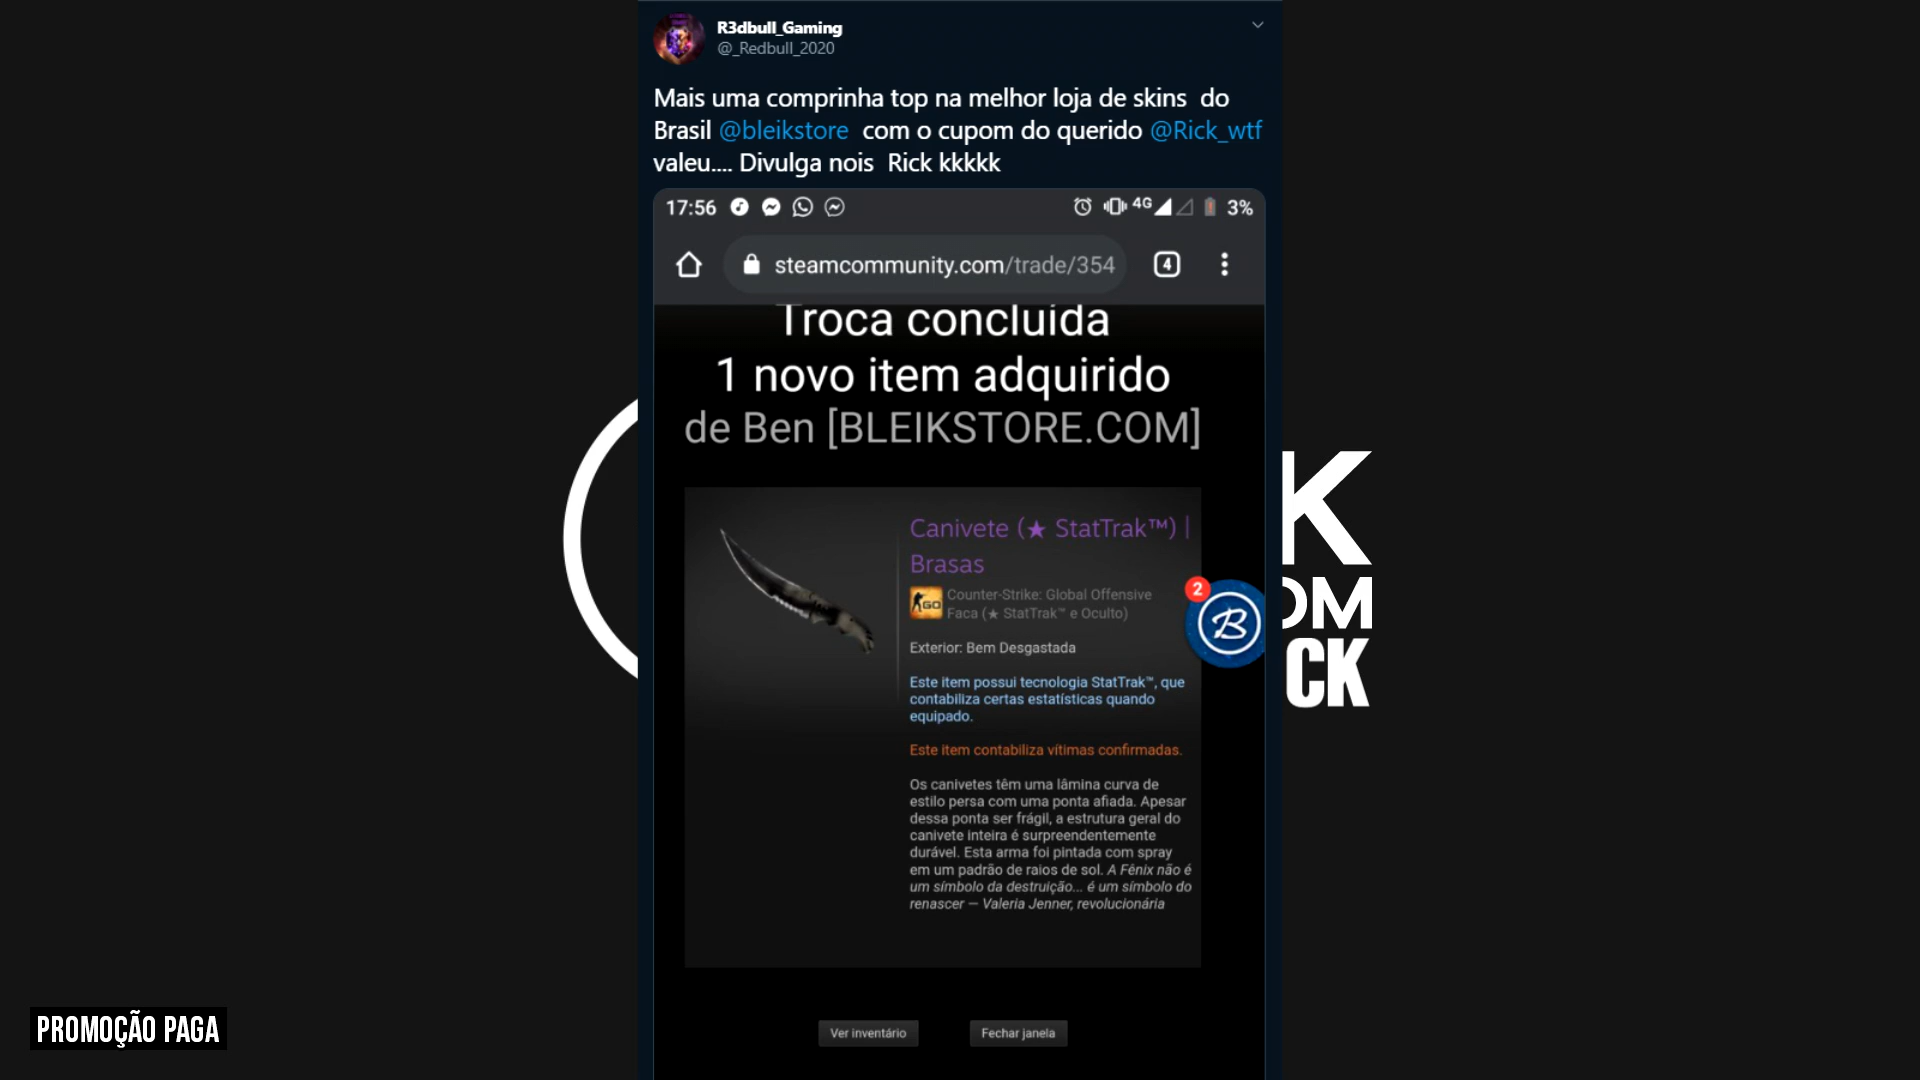 R3dbull_Gaming
@_Redbull_2020
Mais uma comprinha top na melhor loja de skins do
Brasil @bleikstore com o cupom do querido @Rick_wtf
valeu.... Divulga nois Rick kkkkk
17:56
4G
3%
steamcommunity.com/trade/354
4
Troca concluída
1 novo item adquirido
de Ben [BLEIKSTORE.COM]
Canivete (★ StatTrak™) |
Brasas
GO
Counter-Strike: Global Offensive
Faca (★ StatTrak™ e Oculto)
2
B
Exterior: Bem Desgastada
Este item possui tecnologia StatTrak™, que
contabiliza certas estatísticas quando
equipado.
Este item contabiliza vítimas confirmadas.
Os canivetes têm uma lâmina curva de
estilo persa com uma ponta afiada. Apesar
dessa ponta ser frágil, a estrutura geral do
canivete inteira é surpreendentemente
durável. Esta arma foi pintada com spray
em um padrão de raios de sol. A Fênix não é
um símbolo da destruição... é um símbolo do
renascer — Valeria Jenner, revolucionária
K
OM
CK
Ver inventário
Fechar janela
PROMOÇÃO PAGA